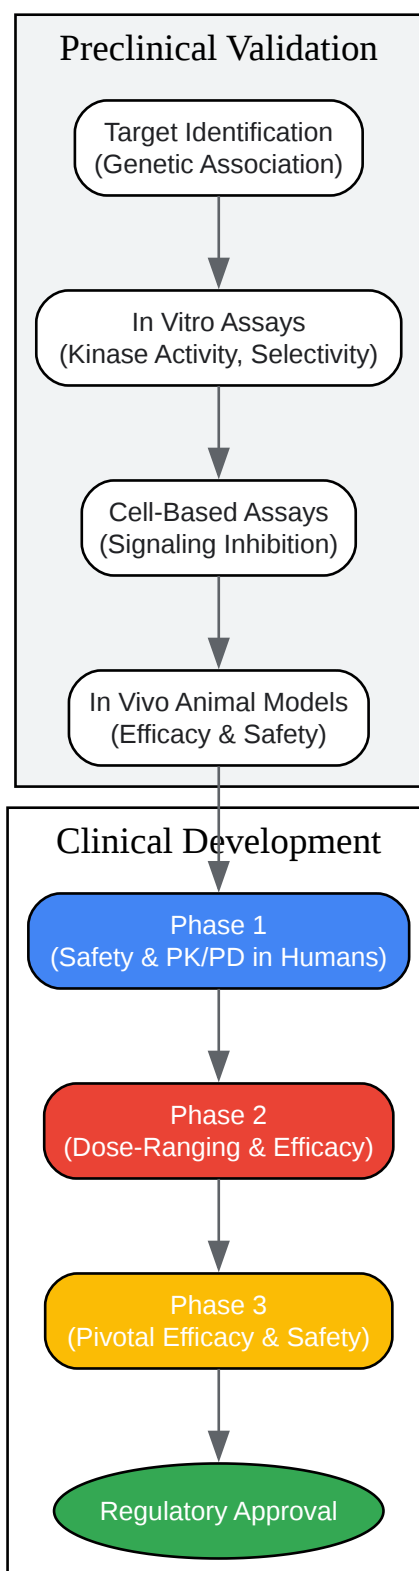 Preclinical Validation
Target Identification
(Genetic Association)
In Vitro Assays
(Kinase Activity, Selectivity)
Cell-Based Assays
(Signaling Inhibition)
In Vivo Animal Models
(Efficacy & Safety)
Clinical Development
Phase 1
(Safety & PK/PD in Humans)
Phase 2
(Dose-Ranging & Efficacy)
Phase 3
(Pivotal Efficacy & Safety)
Regulatory Approval